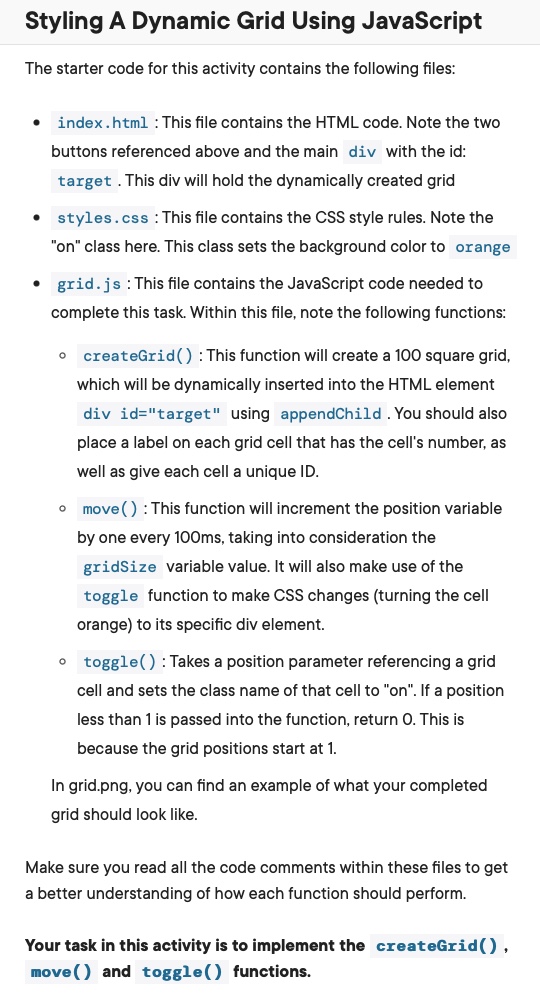 Styling A Dynamic Grid Using JavaScript
The starter code for this activity contains the following files:
• index.html : This file contains the HTML code. Note the two
buttons referenced above and the main div with the id:
target . This div will hold the dynamically created grid
• styles.css : This file contains the CSS style rules. Note the
"on" class here. This class sets the background color to orange
• grid.js : This file contains the JavaScript code needed to
complete this task. Within this file, note the following functions:
◦ createGrid() : This function will create a 100 square grid,
which will be dynamically inserted into the HTML element
div id="target" using appendChild . You should also
place a label on each grid cell that has the cell's number, as
well as give each cell a unique ID.
◦ move() : This function will increment the position variable
by one every 100ms, taking into consideration the
gridSize variable value. It will also make use of the
toggle function to make CSS changes (turning the cell
orange) to its specific div element.
◦ toggle() : Takes a position parameter referencing a grid
cell and sets the class name of that cell to "on". If a position
less than 1 is passed into the function, return 0. This is
because the grid positions start at 1.
In grid.png, you can find an example of what your completed
grid should look like.
Make sure you read all the code comments within these files to get
a better understanding of how each function should perform.
Your task in this activity is to implement the createGrid() ,
move() and toggle() functions.